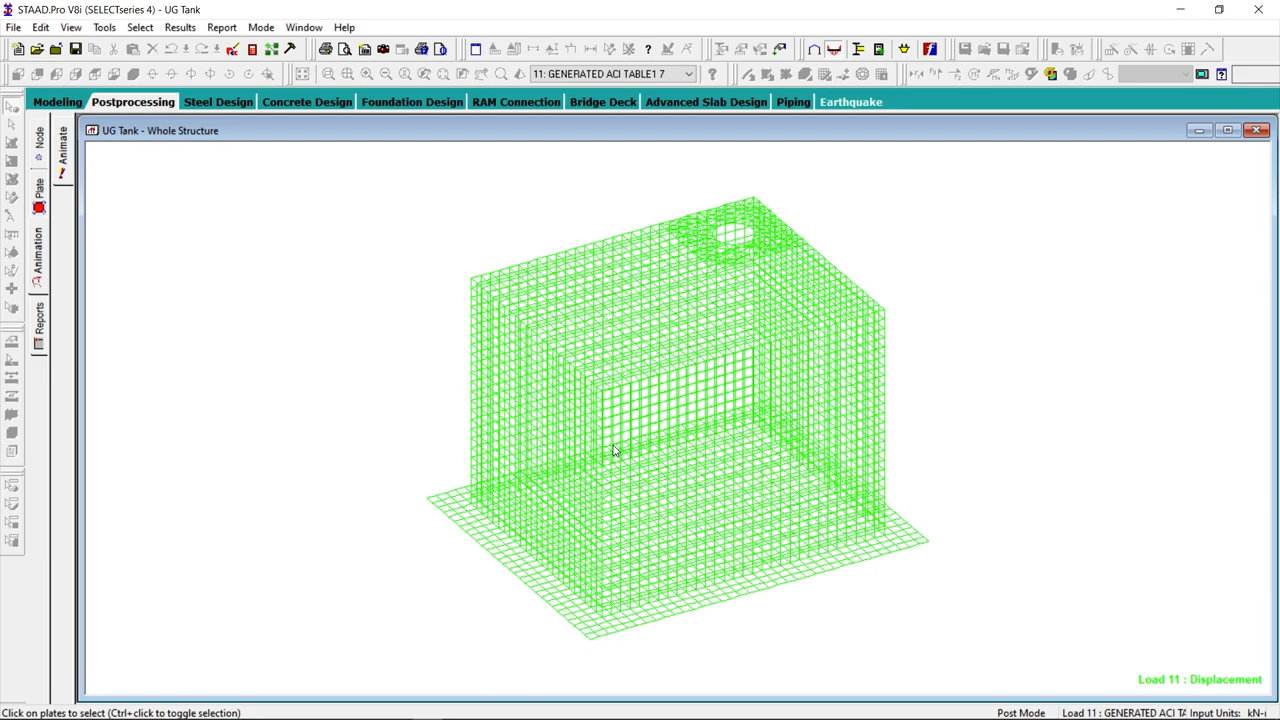 STAAD.Pro V8i (SELECTseries 4) - UG Tank
File Edit View Tools Select Results Report Mode Window Help
11: GENERATED ACI TABLE1 7
Modeling Postprocessing Steel Design Concrete Design Foundation Design RAM Connection Bridge Deck Advanced Slab Design Piping Earthquake
Node
Plate
Animation
Reports
Animate
UG Tank - Whole Structure
Load 11 : Displacement
Click on plates to select (Ctrl+click to toggle selection)
Post Mode
Load 11 : GENERATED ACI TA
Input Units: kN-